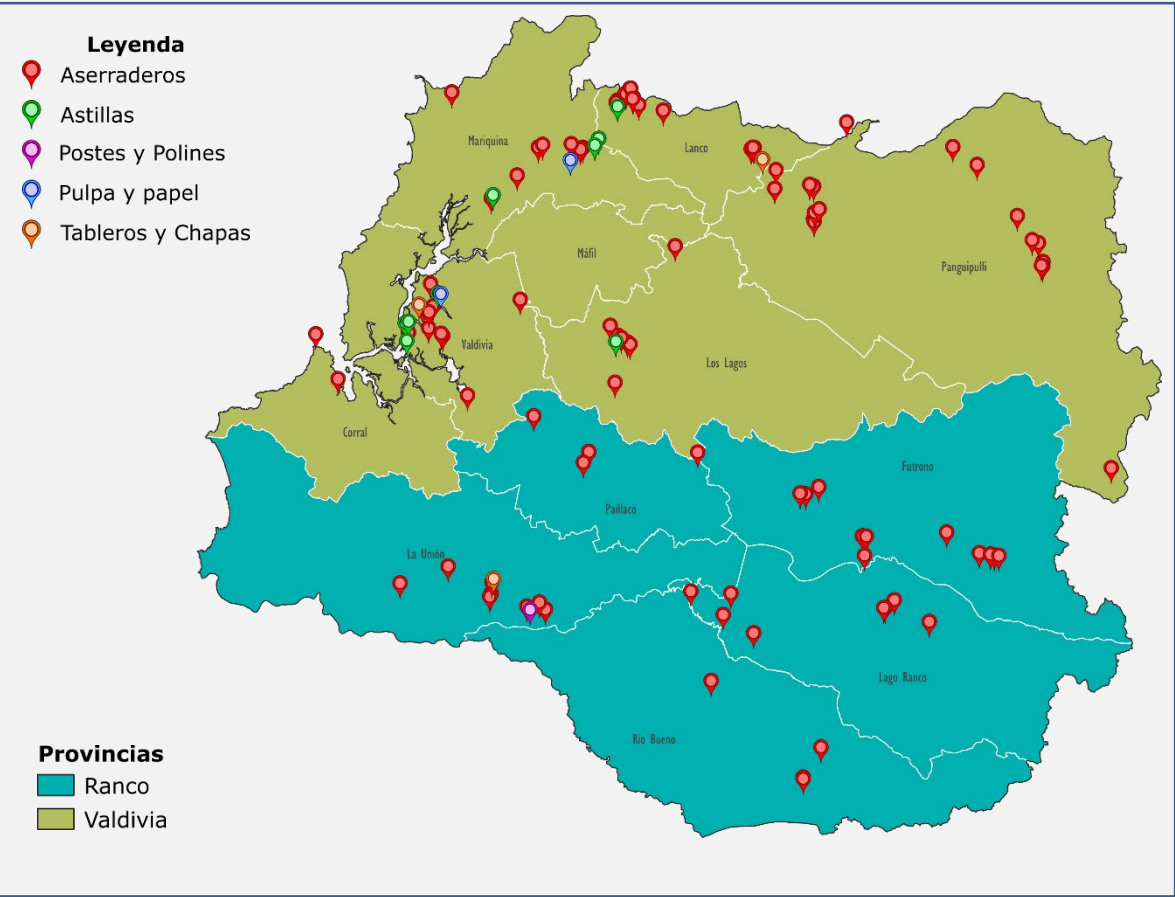 Leyenda
Aserraderos
Astillas
Postes y Polines
Pulpa y papel
Tableros y Chapas
Mariquina
Lanco
Máfil
Panguipulli
Valdivia
Los Lagos
Corral
Futrono
Paillaco
La Unión
Lago Ranco
Río Bueno
Provincias
Ranco
Valdivia